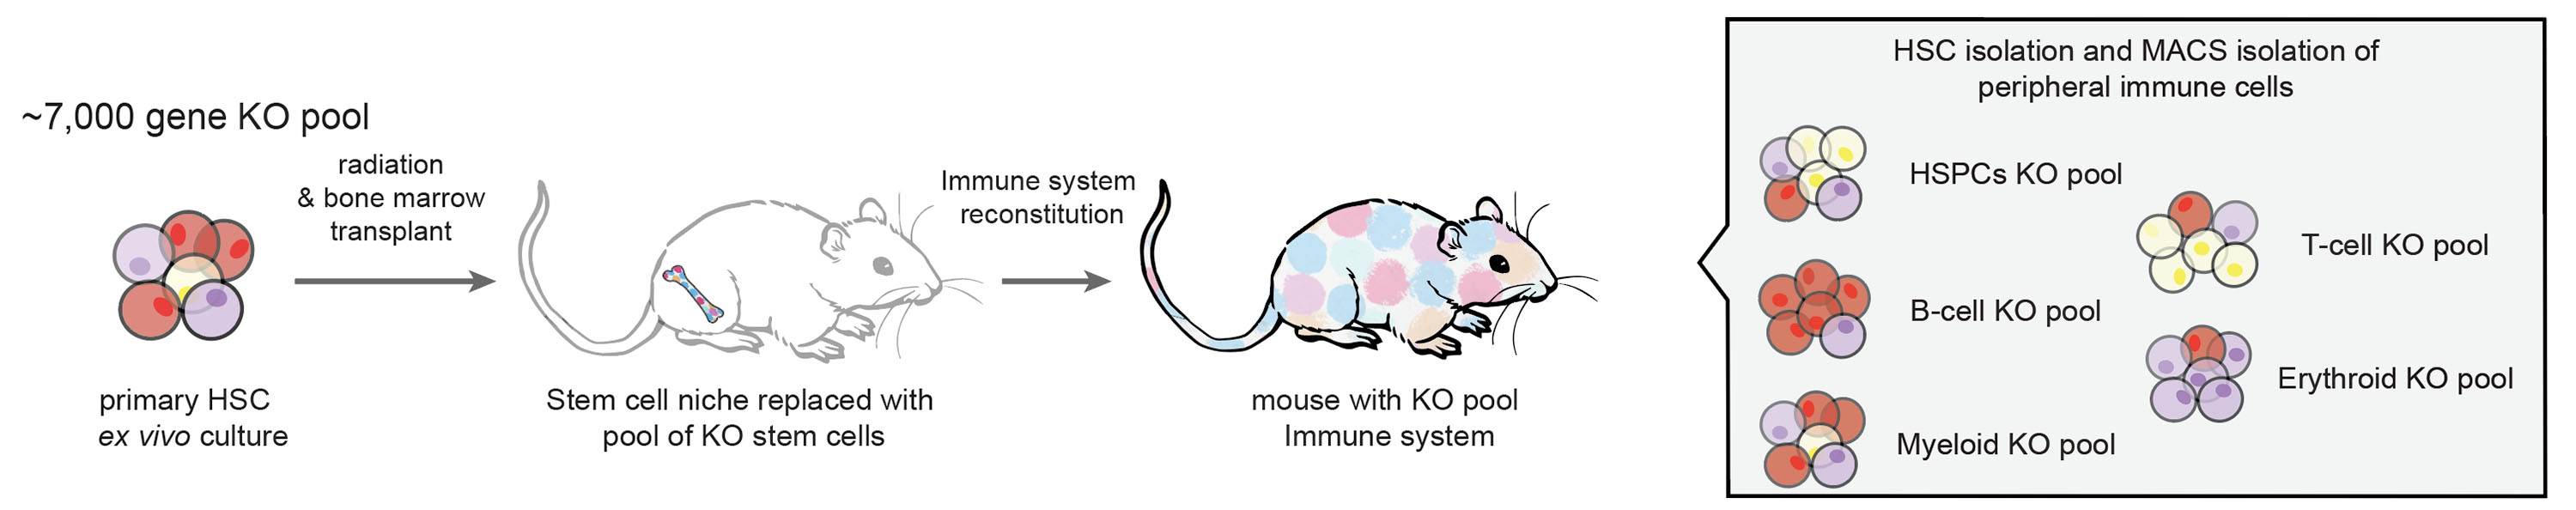 ~7,000 gene KO pool
radiation
& bone marrow
transplant
primary HSC
ex vivo culture
Stem cell niche replaced with
pool of KO stem cells
Immune system
reconstitution
mouse with KO pool
Immune system
HSC isolation and MACS isolation of
peripheral immune cells
HSPCs KO pool
T-cell KO pool
B-cell KO pool
Erythroid KO pool
Myeloid KO pool